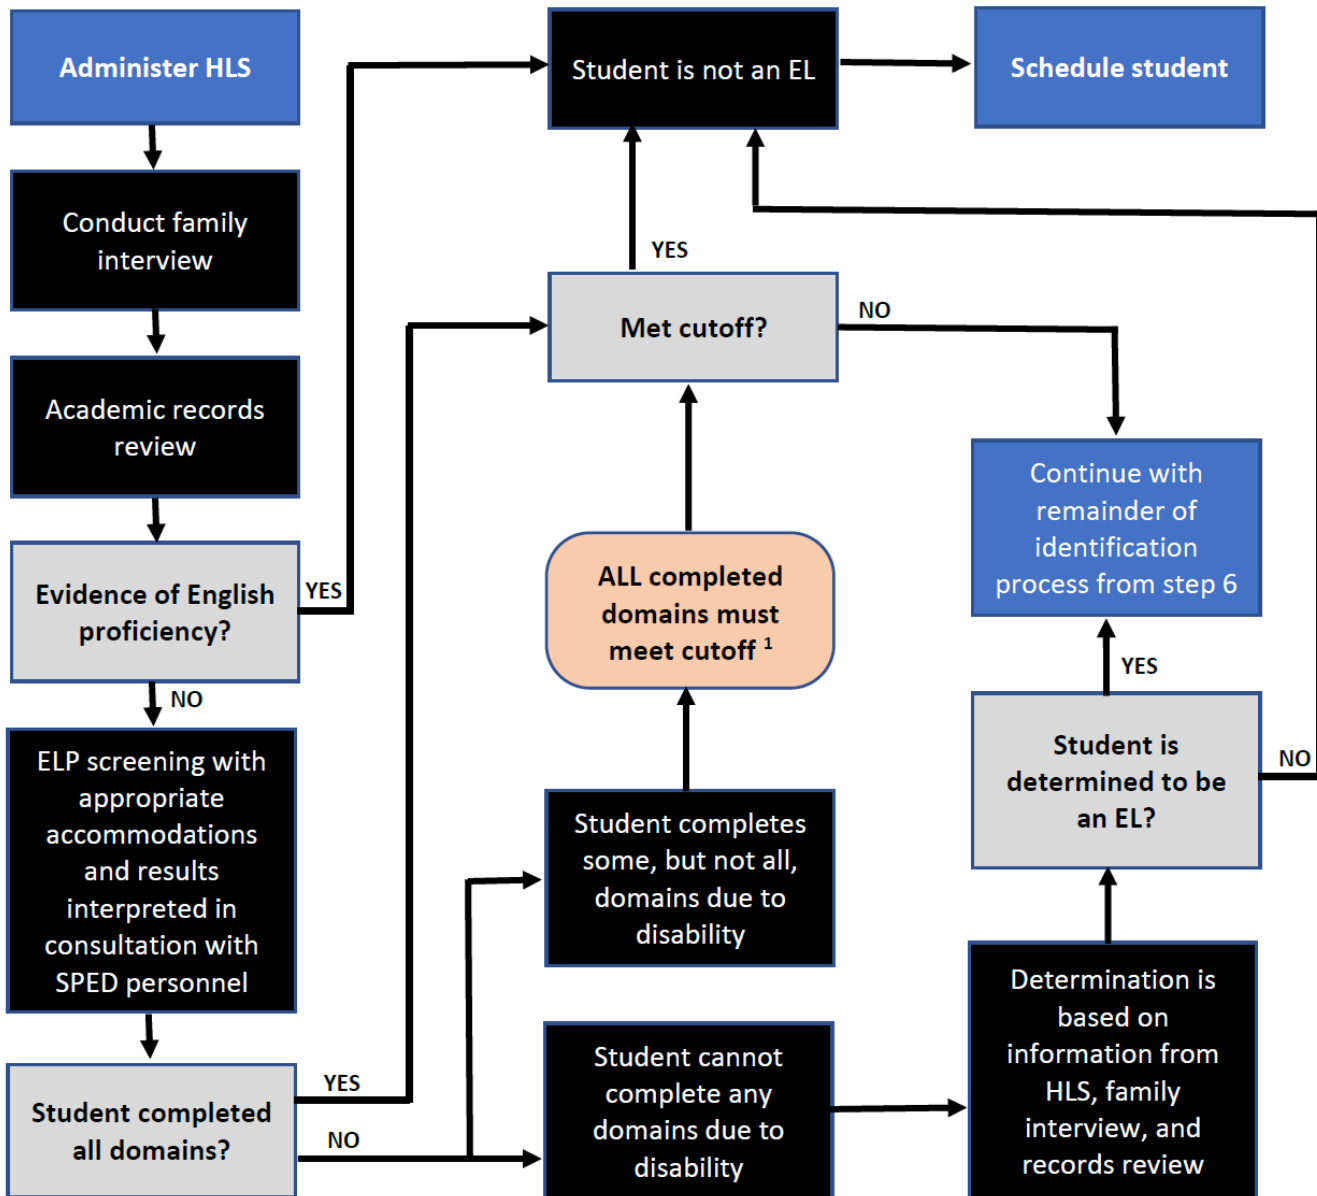 Administer HLS
Conduct family
interview
Academic records
review
Evidence of English
proficiency?
YES
NO
ELP screening with
appropriate
accommodations
and results
interpreted in
consultation with
SPED personnel
Student completed
all domains?
YES
NO
Student is not an EL
Schedule student
YES
Met cutoff?
NO
ALL completed
domains must
meet cutoff 1
Student completes
some, but not all,
domains due to
disability
Student cannot
complete any
domains due to
disability
Continue with
remainder of
identification
process from step 6
YES
Student is
determined to be
an EL?
NO
Determination is
based on
information from
HLS, family
interview, and
records review